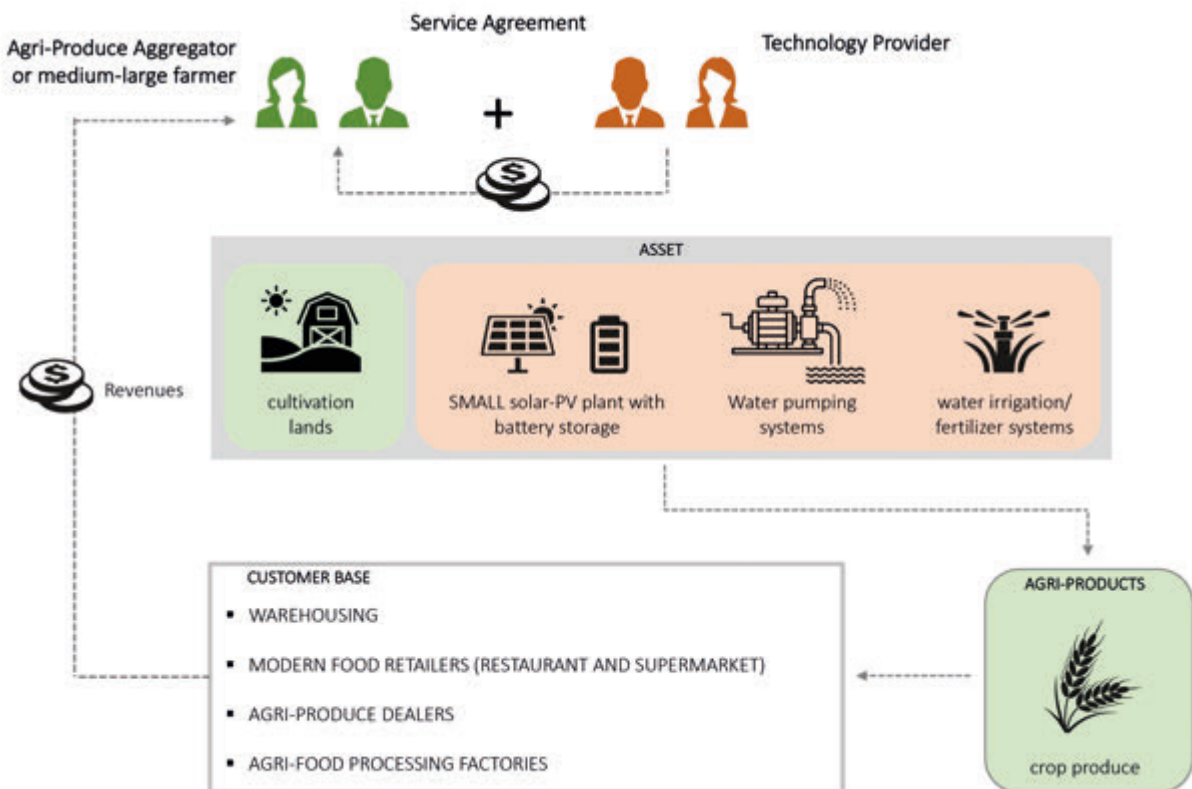 Service Agreement
Agri-Produce Aggregator
or medium-large farmer
Technology Provider
+
$
ASSET
cultivation
lands
SMALL solar-PV plant with
battery storage
Water pumping
systems
water irrigation/
fertilizer systems
$
Revenues
CUSTOMER BASE
▪ WAREHOUSING
▪ MODERN FOOD RETAILERS (RESTAURANT AND SUPERMARKET)
▪ AGRI-PRODUCE DEALERS
▪ AGRI-FOOD PROCESSING FACTORIES
AGRI-PRODUCTS
crop produce